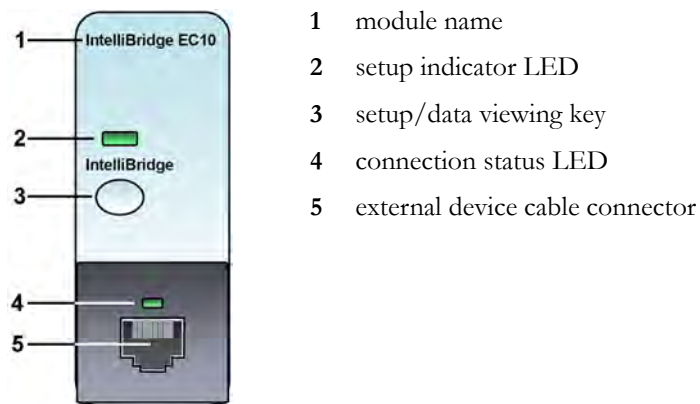 1 IntelliBridge EC10
2
IntelliBridge
3
4
5
1 module name
2 setup indicator LED
3 setup/data viewing key
4 connection status LED
5 external device cable connector